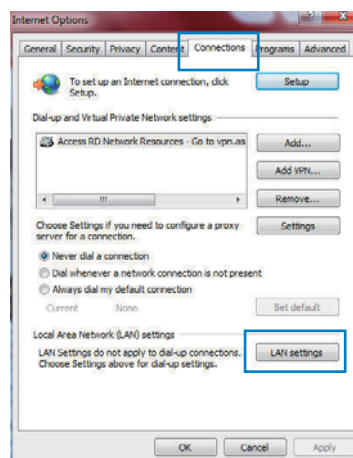 Internet Options
General Security Privacy Content Connections Programs Advanced
To set up an Internet connection, click
Setup.
Setup
Dial-up and Virtual Private Network settings
Access RD Network Resources - Go to vpn.as
Add...
Add VPN...
Remove...
Choose Settings if you need to configure a proxy
server for a connection.
Settings
Never dial a connection
Dial whenever a network connection is not present
Always dial my default connection
Current None
Set default
Local Area Network (LAN) settings
LAN Settings do not apply to dial-up connections.
Choose Settings above for dial-up settings.
LAN settings
OK Cancel Apply